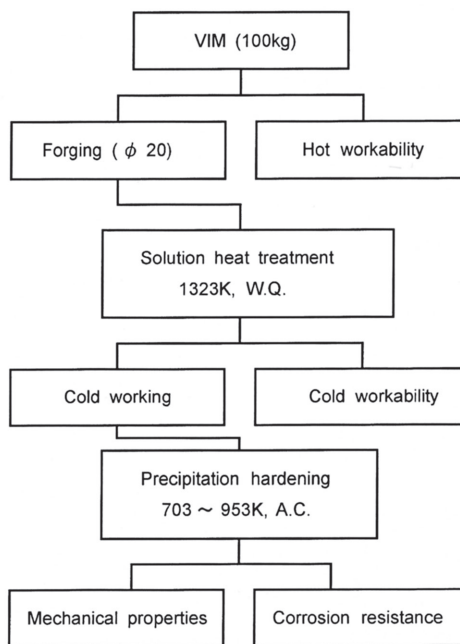 VIM (100kg)
Forging ( φ 20)
Hot workability
Solution heat treatment
1323K, W.Q.
Cold working
Cold workability
Precipitation hardening
703 ~ 953K, A.C.
Mechanical properties
Corrosion resistance